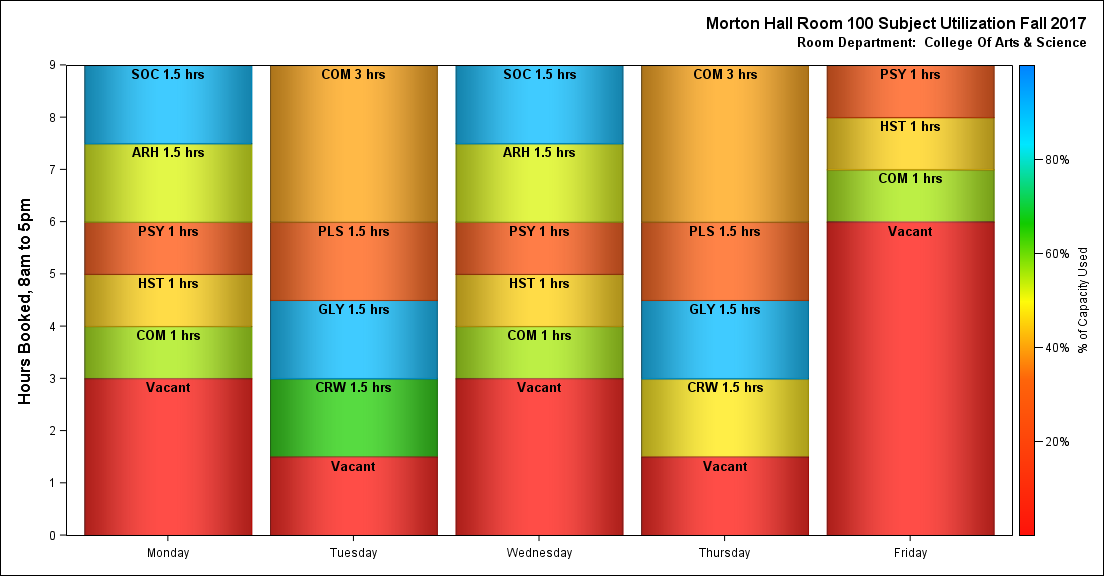 Morton Hall Room 100 Subject Utilization Fall 2017
Room Department:  College Of Arts & Science
Hours Booked, 8am to 5pm
9
8
7
6
5
4
3
2
1
0
SOC 1.5 hrs
ARH 1.5 hrs
PSY 1 hrs
HST 1 hrs
COM 1 hrs
Vacant
Monday
COM 3 hrs
PLS 1.5 hrs
GLY 1.5 hrs
CRW 1.5 hrs
Vacant
Tuesday
SOC 1.5 hrs
ARH 1.5 hrs
PSY 1 hrs
HST 1 hrs
COM 1 hrs
Vacant
Wednesday
COM 3 hrs
PLS 1.5 hrs
GLY 1.5 hrs
CRW 1.5 hrs
Vacant
Thursday
PSY 1 hrs
HST 1 hrs
COM 1 hrs
Vacant
Friday
80%
60%
40%
20%
% of Capacity Used